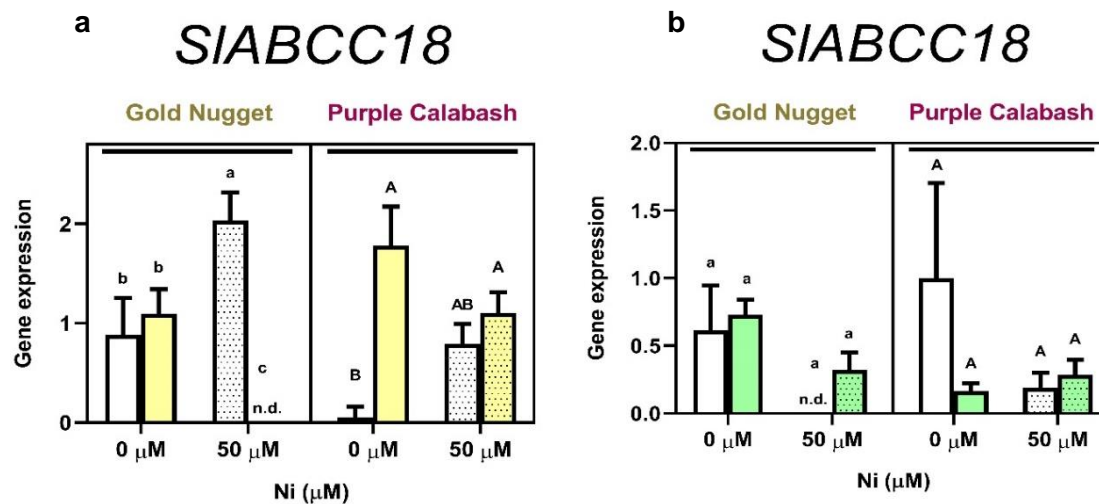 a
SlABCC18
Gold Nugget Purple Calabash
Gene expression
2
1
0
b b a c n.d. B A AB A
0 μM 50 μM 0 μM 50 μM
Ni (μM)
b
SlABCC18
Gold Nugget Purple Calabash
Gene expression
2.0
1.5
1.0
0.5
0.0
a a a n.d. a A A A A
0 μM 50 μM 0 μM 50 μM
Ni (μM)